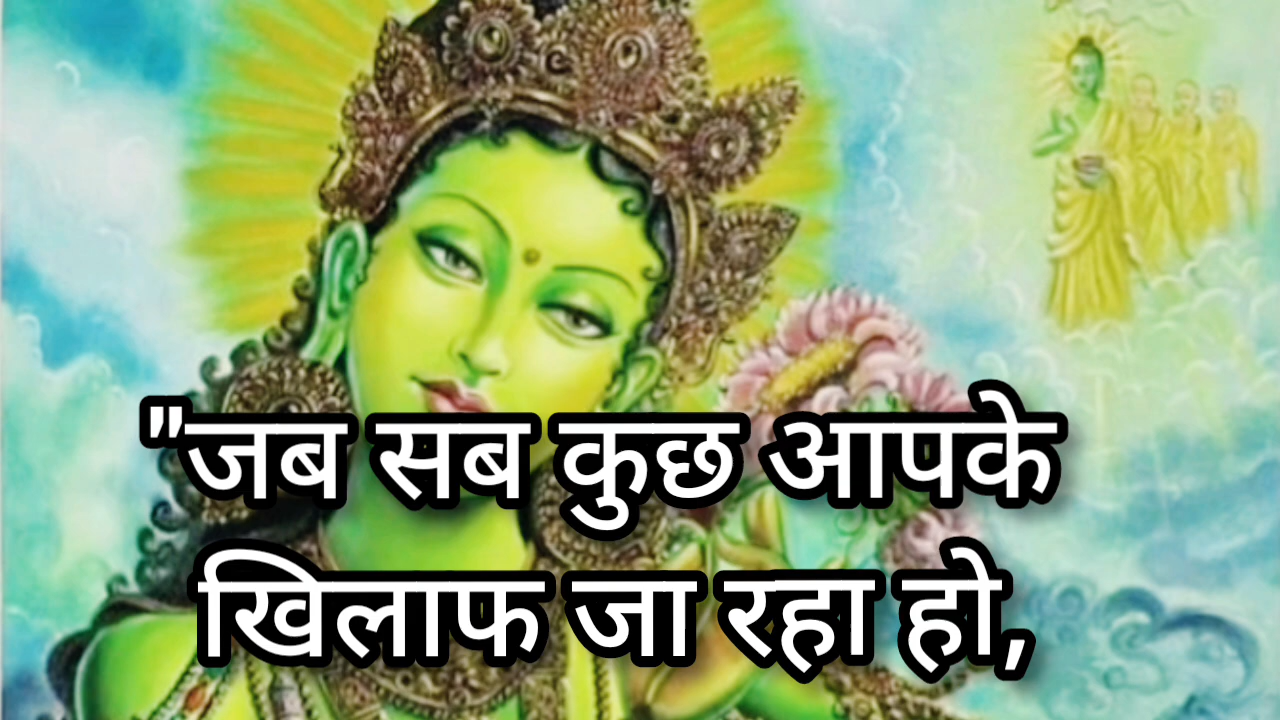 "जब सब कुछ आपके
खिलाफ जा रहा हो,